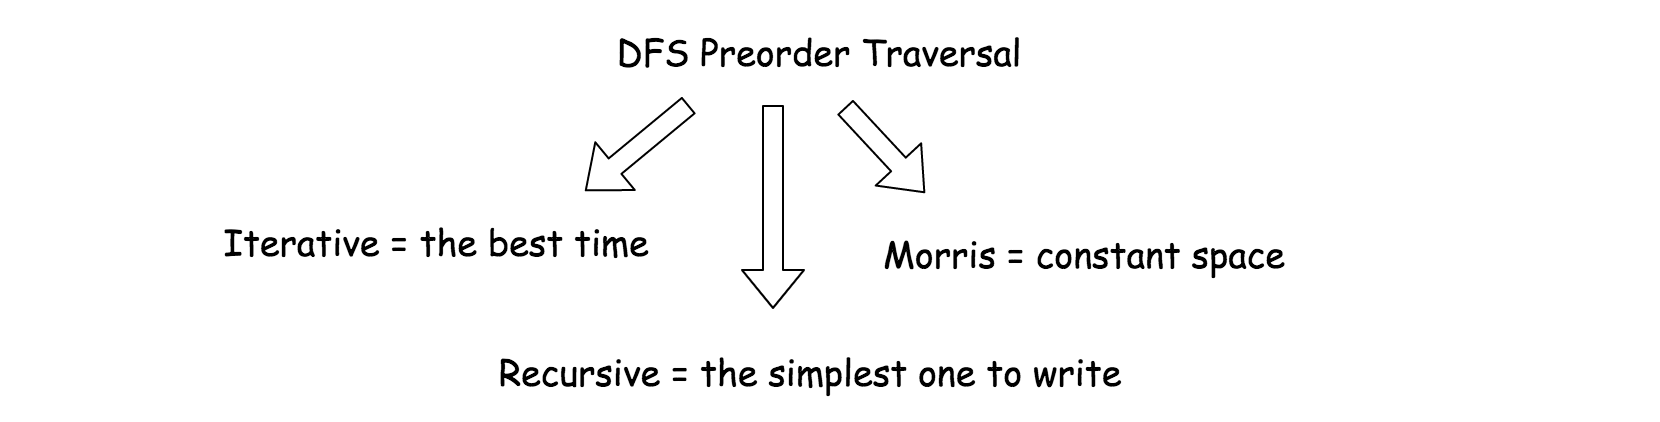 DFS Preorder Traversal
Iterative = the best time
Morris = constant space
Recursive = the simplest one to write